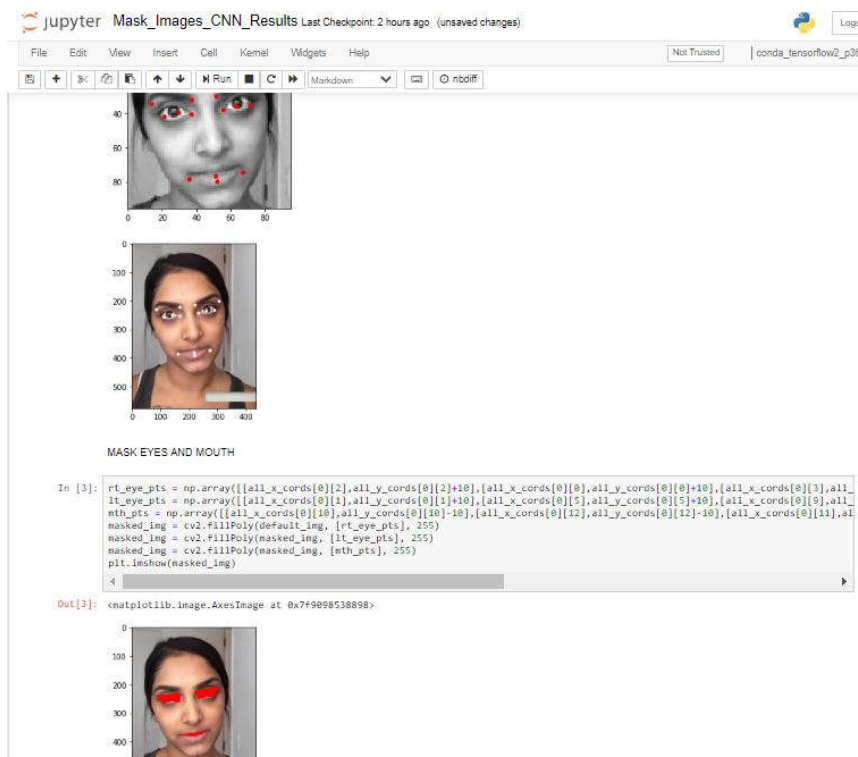 jupyter Mask_Images_CNN_Results Last Checkpoint: 2 hours ago (unsaved changes)
File Edit View Insert Cell Kernel Widgets Help Not Trusted conda_tensorflow2_p36
Run Markdown nbdiff
40
60
80
0 20 40 60 80
0
100
200
300
400
500
0 100 200 300 400
MASK EYES AND MOUTH
In [3]: rt_eye_pts = np.array([[all_x_cords[0][2],all_y_cords[0][2]+10],[all_x_cords[0][0],all_y_cords[0][0]+10],[all_x_cords[0][3],all_
lt_eye_pts = np.array([[all_x_cords[0][1],all_y_cords[0][1]+10],[all_x_cords[0][5],all_y_cords[0][5]+10],[all_x_cords[0][9],all_
mth_pts = np.array([[all_x_cords[0][10],all_y_cords[0][10]-10],[all_x_cords[0][12],all_y_cords[0][12]-10],[all_x_cords[0][11],al
masked_img = cv2.fillPoly(default_img, [rt_eye_pts], 255)
masked_img = cv2.fillPoly(masked_img, [lt_eye_pts], 255)
masked_img = cv2.fillPoly(masked_img, [mth_pts], 255)
plt.imshow(masked_img)
Out[3]: <matplotlib.image.AxesImage at 0x7f9098538898>
0
100
200
300
400